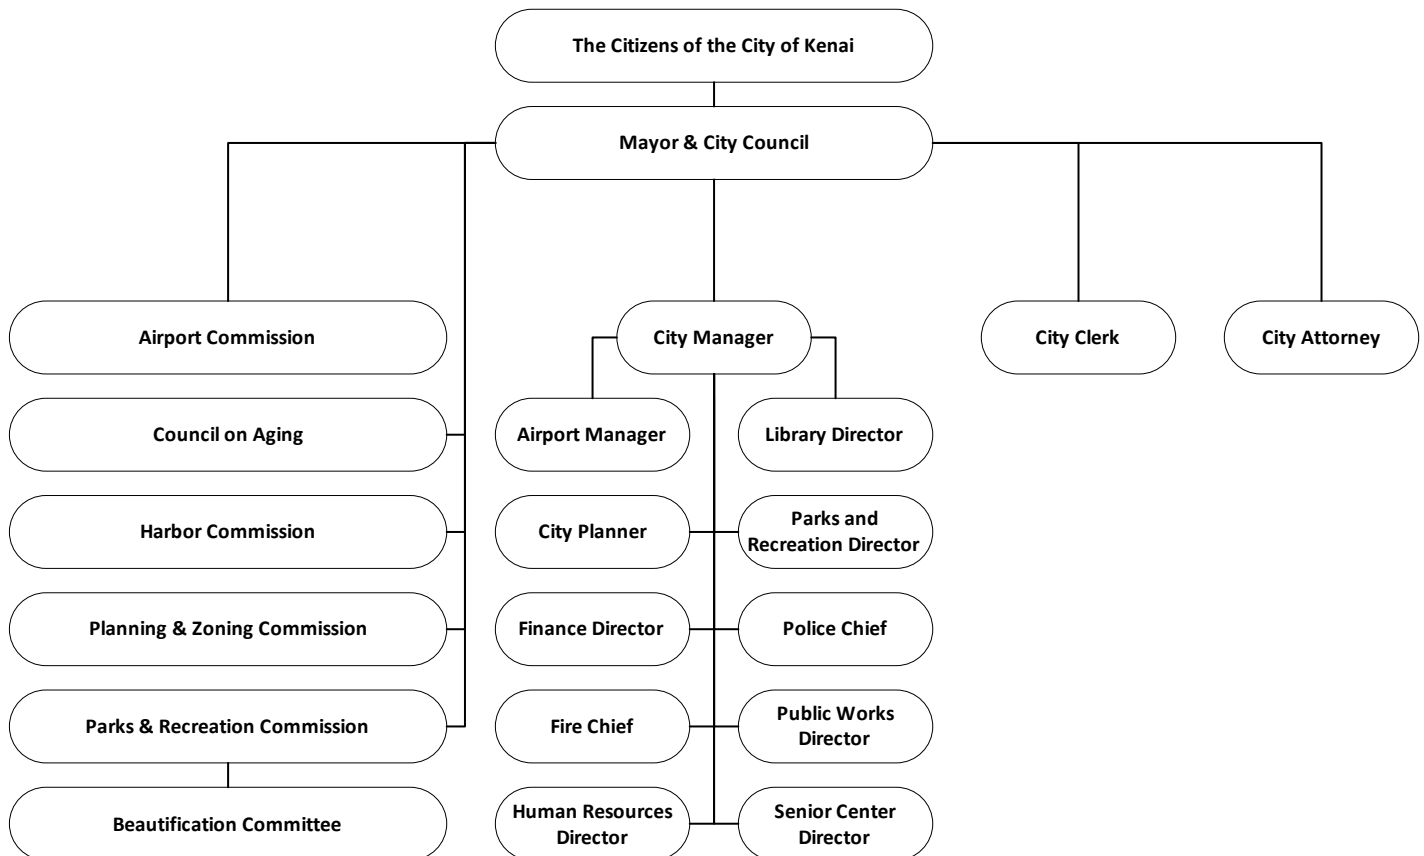 The Citizens of the City of Kenai
Mayor & City Council
Airport Commission
City Manager
City Clerk
City Attorney
Council on Aging
Airport Manager
Library Director
Harbor Commission
City Planner
Parks and
Recreation Director
Planning & Zoning Commission
Finance Director
Police Chief
Parks & Recreation Commission
Fire Chief
Public Works
Director
Beautification Committee
Human Resources
Director
Senior Center
Director